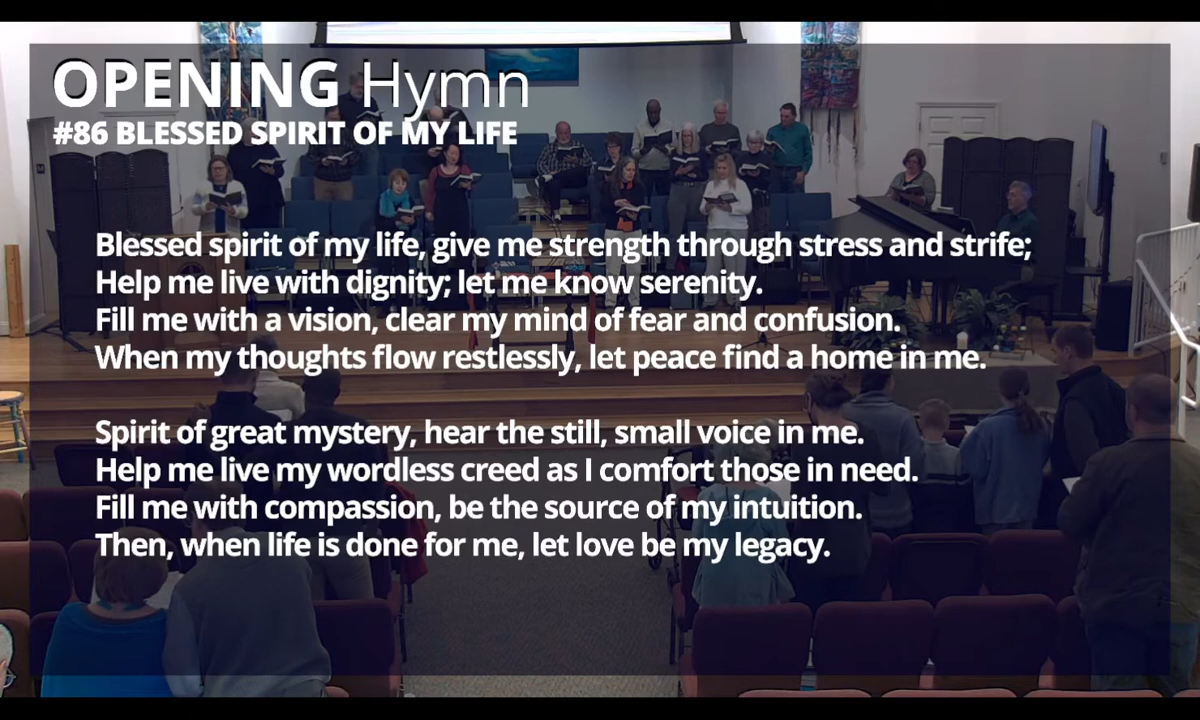 OPENING Hymn
#86 BLESSED SPIRIT OF MY LIFE
Blessed spirit of my life, give me strength through stress and strife;
Help me live with dignity; let me know serenity.
Fill me with a vision, clear my mind of fear and confusion.
When my thoughts flow restlessly, let peace find a home in me.
Spirit of great mystery, hear the still, small voice in me.
Help me live my wordless creed as I comfort those in need.
Fill me with compassion, be the source of my intuition.
Then, when life is done for me, let love be my legacy.